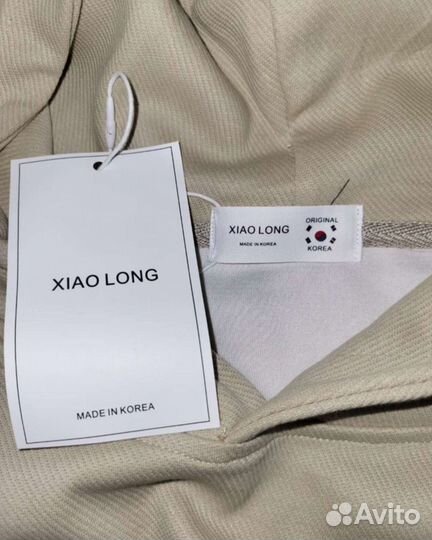 XIAO LONG
MADE IN KOREA
XIAO LONG
MADE IN KOREA
ORIGINAL
KOREA
Avito